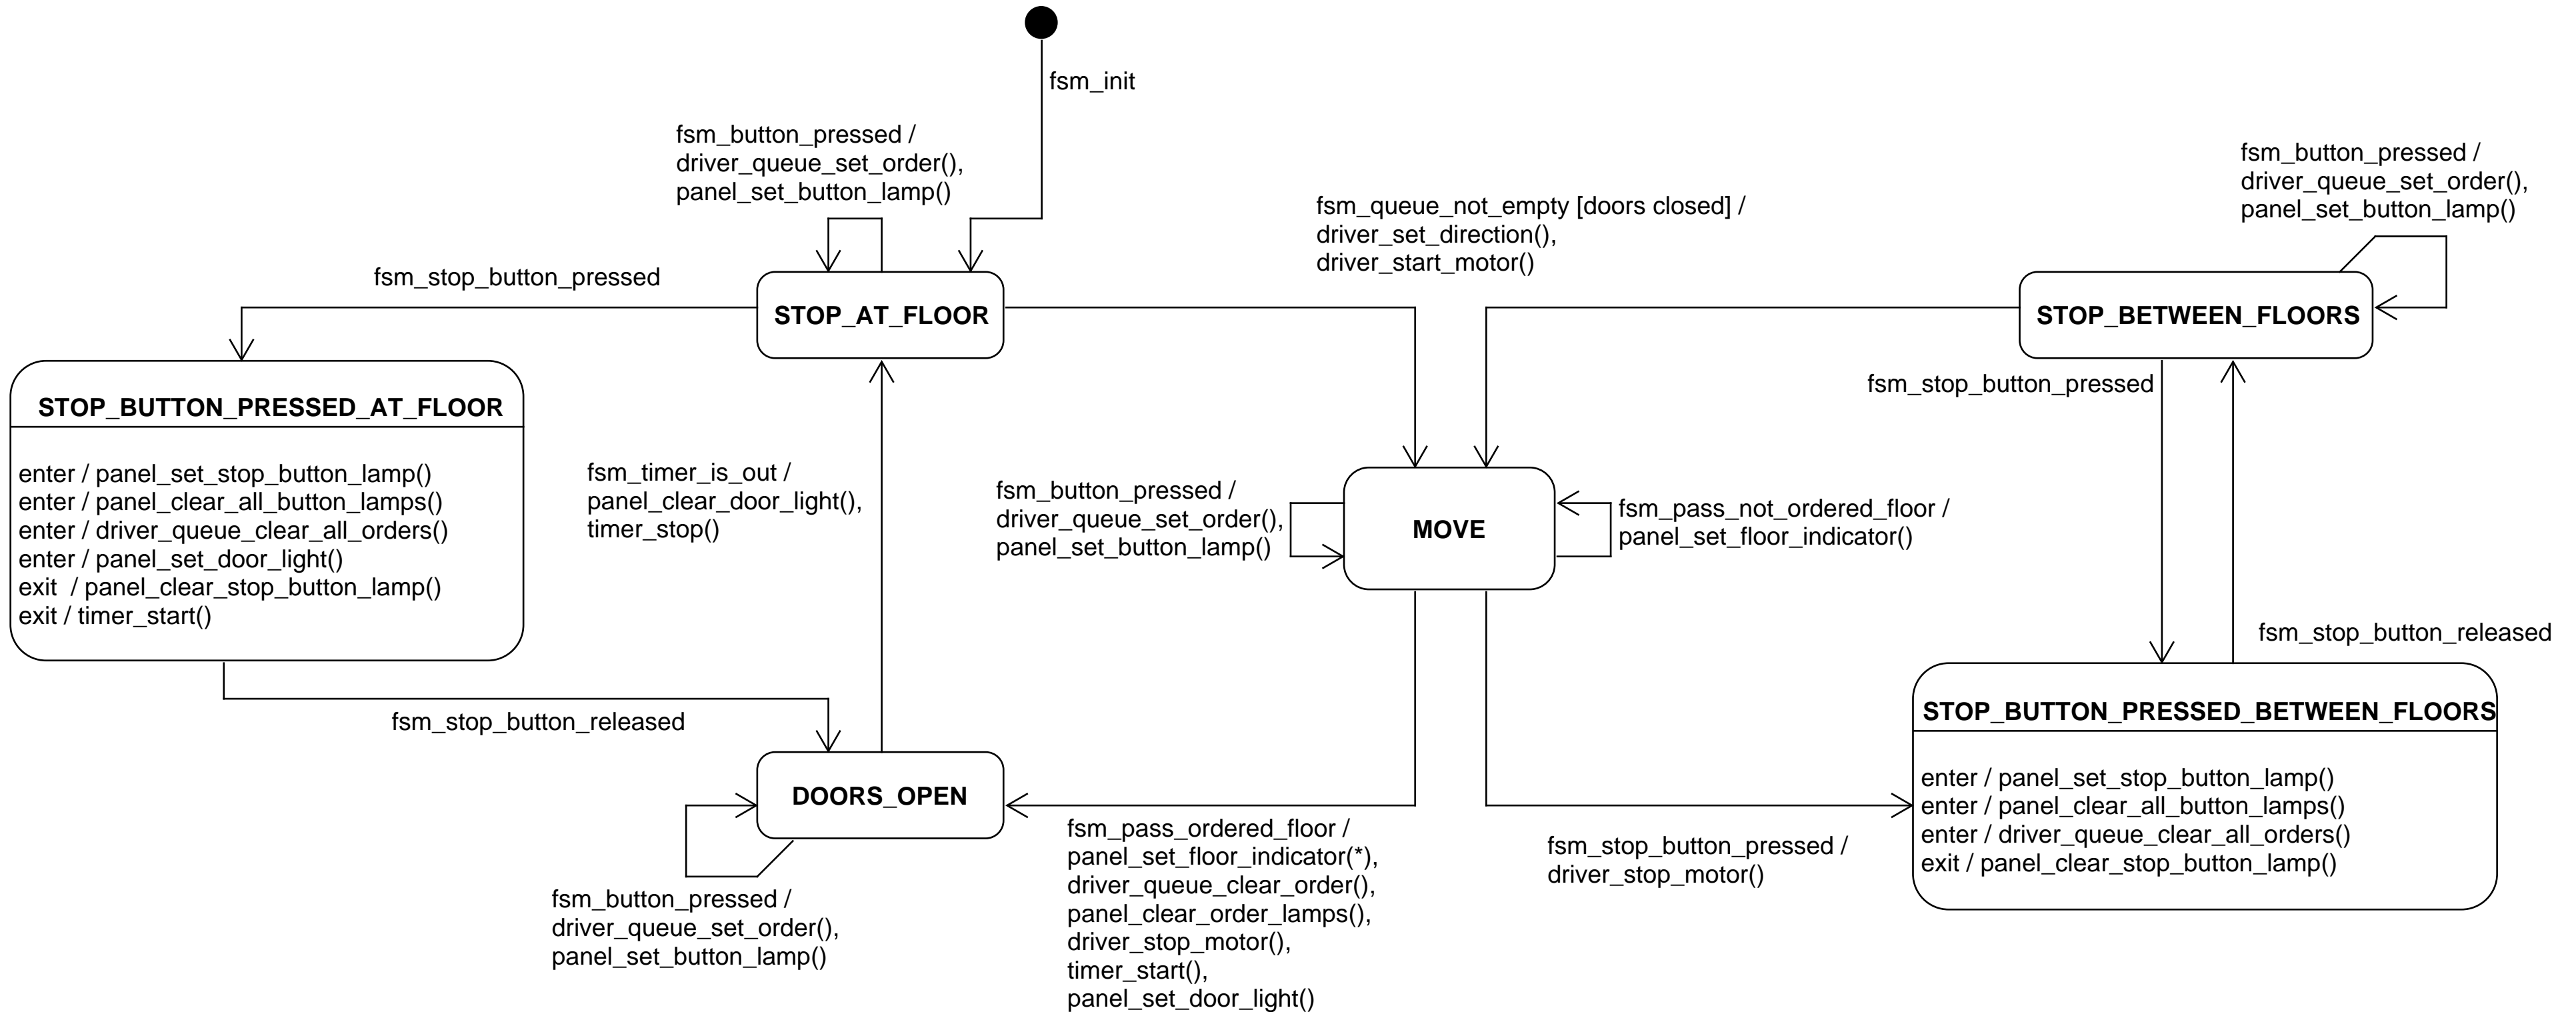 fsm_init
fsm_button_pressed /
driver_queue_set_order(),
panel_set_button_lamp()
fsm_button_pressed /
driver_queue_set_order(),
panel_set_button_lamp()
fsm_queue_not_empty [doors closed] /
driver_set_direction(),
driver_start_motor()
fsm_stop_button_pressed
STOP_AT_FLOOR
STOP_BETWEEN_FLOORS
fsm_stop_button_pressed
STOP_BUTTON_PRESSED_AT_FLOOR
enter / panel_set_stop_button_lamp()
enter / panel_clear_all_button_lamps()
enter / driver_queue_clear_all_orders()
enter / panel_set_door_light()
exit  / panel_clear_stop_button_lamp()
exit / timer_start()
fsm_timer_is_out /
panel_clear_door_light(),
timer_stop()
fsm_button_pressed /
driver_queue_set_order(),
panel_set_button_lamp()
MOVE
fsm_pass_not_ordered_floor /
panel_set_floor_indicator()
fsm_stop_button_released
fsm_stop_button_released
STOP_BUTTON_PRESSED_BETWEEN_FLOORS
enter / panel_set_stop_button_lamp()
enter / panel_clear_all_button_lamps()
enter / driver_queue_clear_all_orders()
exit / panel_clear_stop_button_lamp()
DOORS_OPEN
fsm_button_pressed /
driver_queue_set_order(),
panel_set_button_lamp()
fsm_pass_ordered_floor /
panel_set_floor_indicator(*),
driver_queue_clear_order(),
panel_clear_order_lamps(),
driver_stop_motor(),
timer_start(),
panel_set_door_light()
fsm_stop_button_pressed /
driver_stop_motor()